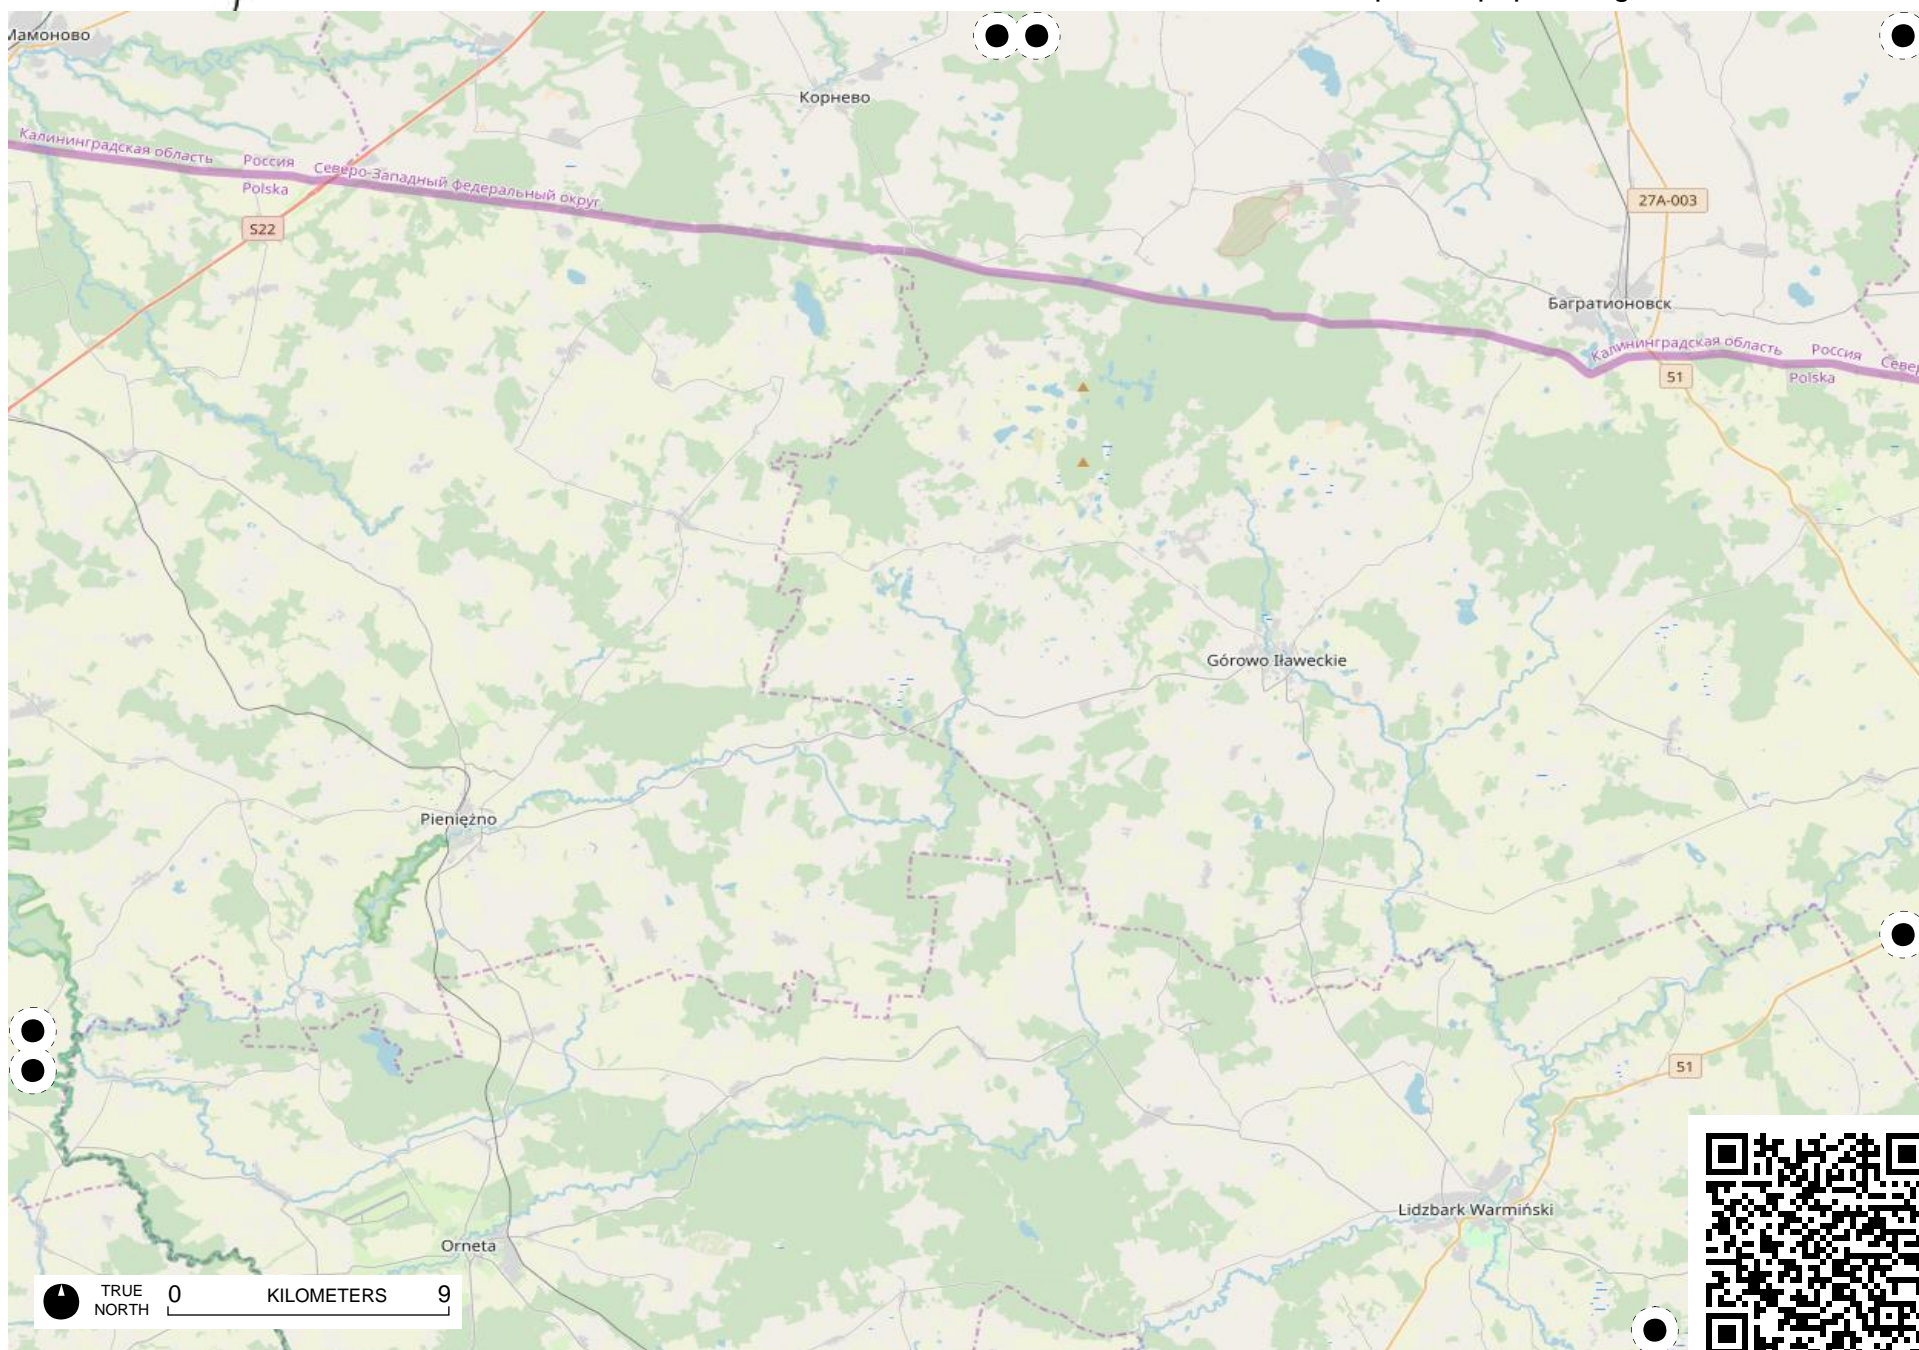 Мамоново
Корнево
Калининградская область
Россия
Северо-Западный федеральный округ
Polska
S22
27A-003
Багратионовск
Калининградская область
Россия
Polska
51
Górowo Iławeckie
Pieniężno
51
Lidzbark Warmiński
Orneta
TRUE
NORTH
0 KILOMETERS 9